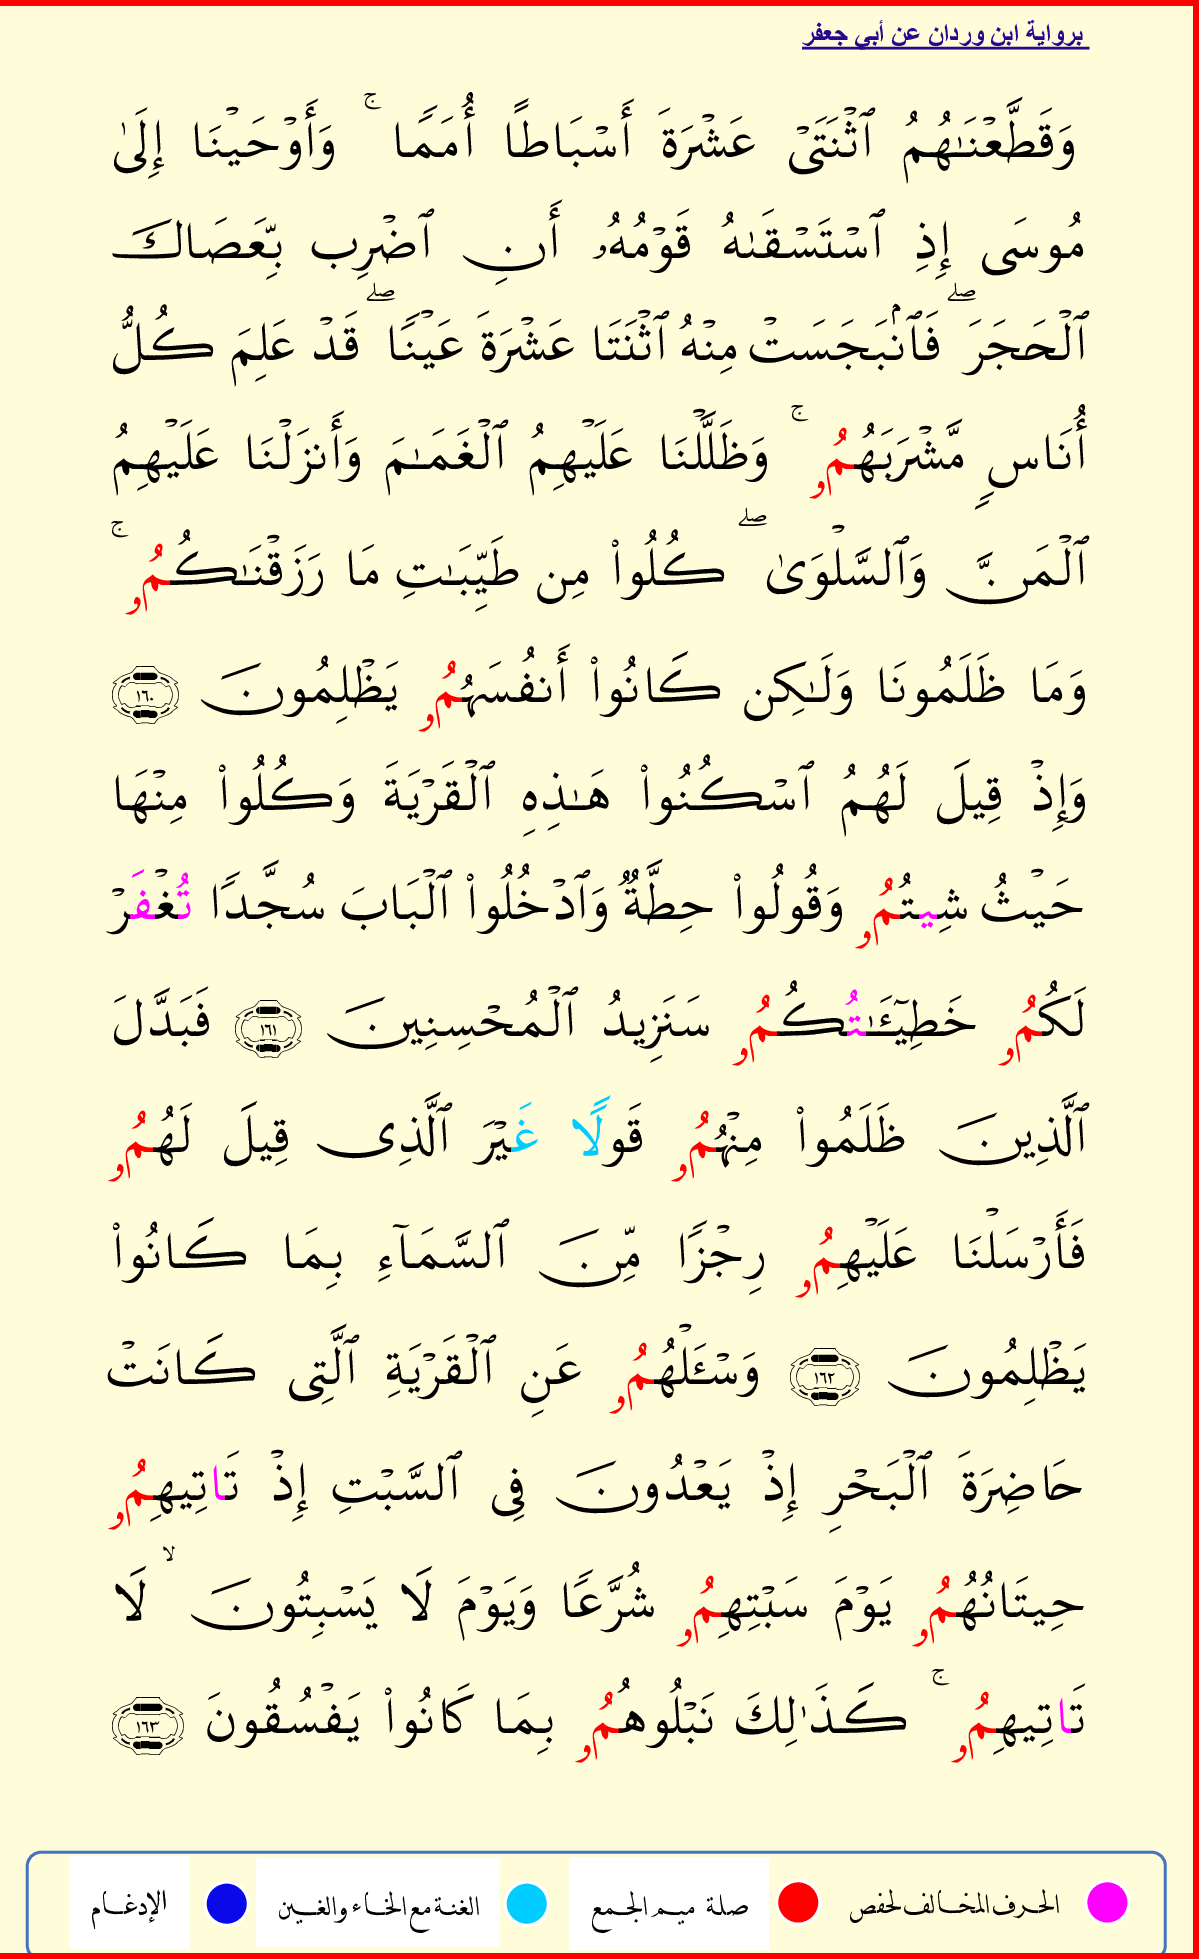 برواية ابن وردان عن أبي جعفر
وَقَطَّعْنَـٰهُمُ ٱثْنَتَىْ عَشْرَةَ أَسْبَاطًا أُمَمًا ۚ وَأَوْحَيْنَا إِلَىٰ
مُوسَى إِذِ ٱسْتَسْقَىٰهُ قَوْمُهُۥ أَنِ ٱضْرِب بِّعَصَاكَ
ٱلْحَجَرَ ۖ فَٱنۢبَجَسَتْ مِنْهُ ٱثْنَتَا عَشْرَةَ عَيْنًا ۖ قَدْ عَلِمَ كُلُّ
أُنَاسٍ مَّشْرَبَهُمُۥ ۚ وَظَلَّلْنَا عَلَيْهِمُ ٱلْغَمَـٰمَ وَأَنزَلْنَا عَلَيْهِمُ
ٱلْمَنَّ وَٱلسَّلْوَىٰ ۖ كُلُوا۟ مِن طَيِّبَـٰتِ مَا رَزَقْنَـٰكُمُۥ ۚ
وَمَا ظَلَمُونَا وَلَـٰكِن كَانُوا۟ أَنفُسَهُمُۥ يَظْلِمُونَ ١٦٠
وَإِذْ قِيلَ لَهُمُ ٱسْكُنُوا۟ هَـٰذِهِ ٱلْقَرْيَةَ وَكُلُوا۟ مِنْهَا
حَيْثُ شِيتُمُۥ وَقُولُوا۟ حِطَّةٌ وَٱدْخُلُوا۟ ٱلْبَابَ سُجَّدًا تُغْفَرْ
لَكُمُۥ خَطِيٓـَٔـٰتُكُمُۥ سَنَزِيدُ ٱلْمُحْسِنِينَ ١٦١ فَبَدَّلَ
ٱلَّذِينَ ظَلَمُوا۟ مِنْهُمُۥ قَولًا غَيْرَ ٱلَّذِى قِيلَ لَهُمُۥ
فَأَرْسَلْنَا عَلَيْهِمُۥ رِجْزًا مِّنَ ٱلسَّمَآءِ بِمَا كَانُوا۟
يَظْلِمُونَ ١٦٢ وَسْـَٔلْهُمُۥ عَنِ ٱلْقَرْيَةِ ٱلَّتِى كَانَتْ
حَاضِرَةَ ٱلْبَحْرِ إِذْ يَعْدُونَ فِى ٱلسَّبْتِ إِذْ تَاتِيهِمُۥ
حِيتَانُهُمُۥ يَوْمَ سَبْتِهِمُۥ شُرَّعًا وَيَوْمَ لَا يَسْبِتُونَ ۙ لَا
تَاتِيهِمُۥ ۚ كَذَٰلِكَ نَبْلُوهُمُۥ بِمَا كَانُوا۟ يَفْسُقُونَ ١٦٣
الحرف المخالف لحفص صلة ميم الجمع الغنة مع الخاء والغين الإدغام